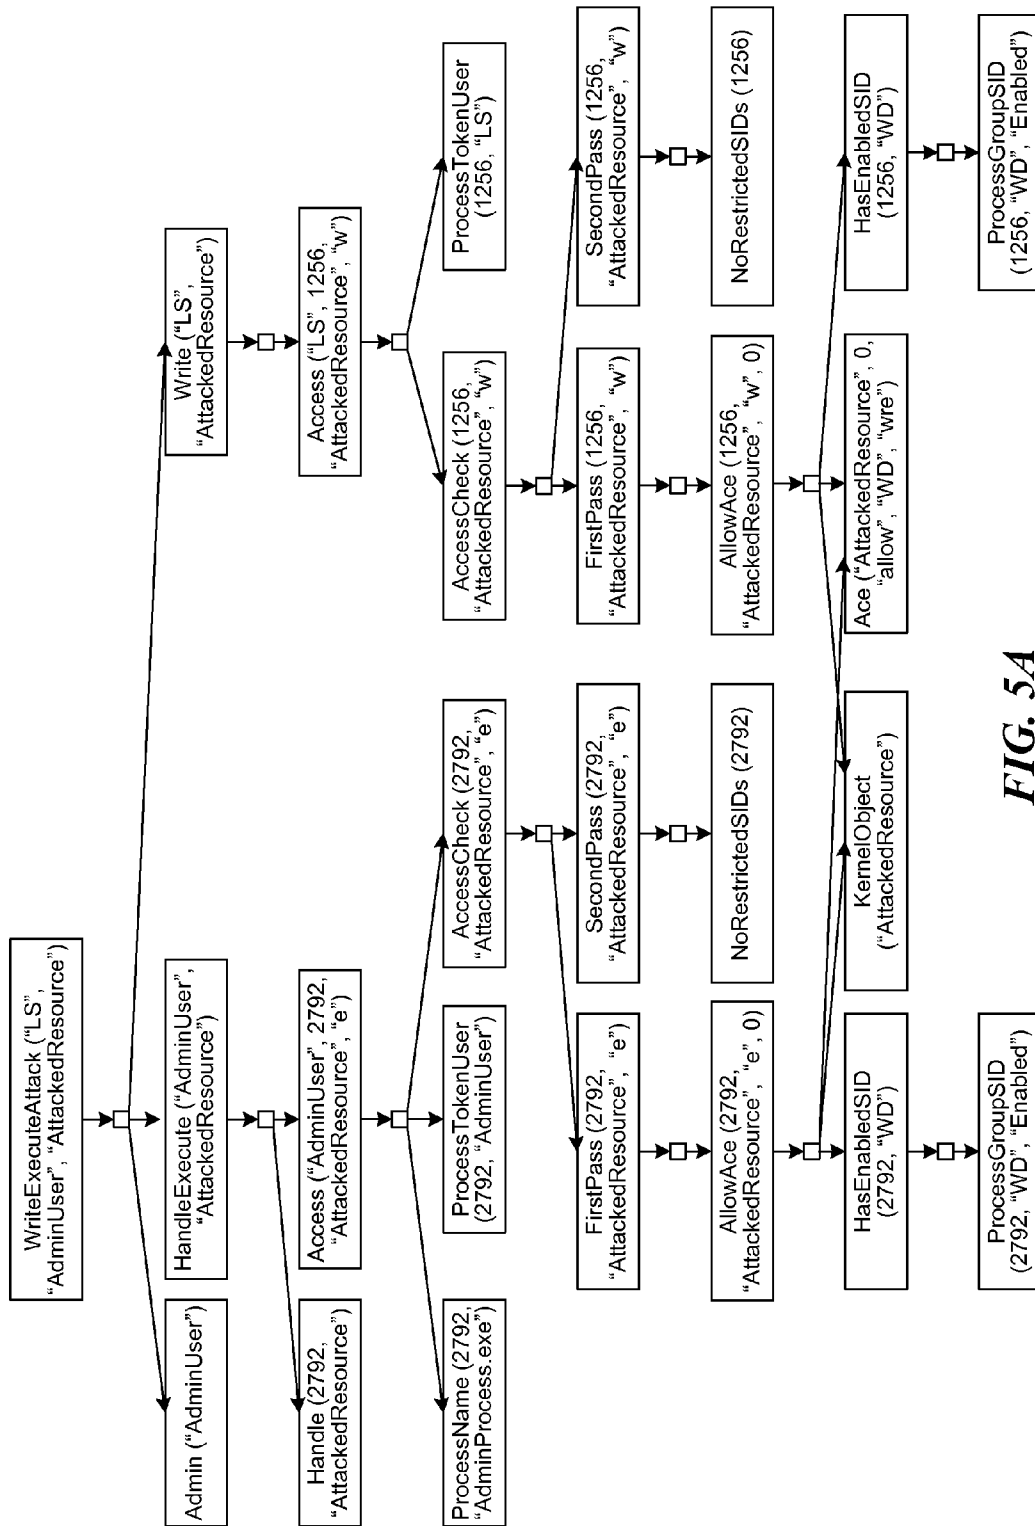 WriteExecuteAttack (“LS”,
“AdminUser”, “AttackedResource”)
Admin (“AdminUser”)
HandleExecute (“AdminUser”,
“AttackedResource”)
Write (“LS”,
“AttackedResource”)
Handle (2792,
“AttackedResource”)
Access (“AdminUser”, 2792,
“AttackedResource”, “e”)
Access (“LS”, 1256,
“AttackedResource”, “w”)
ProcessName (2792,
“AdminProcess.exe”)
ProcessTokenUser
(2792, “AdminUser”)
AccessCheck (2792,
“AttackedResource”, “e”)
AccessCheck (1256,
“AttackedResource”, “w”)
ProcessTokenUser
(1256, “LS”)
FirstPass (2792,
“AttackedResource”, “e”)
SecondPass (2792,
“AttackedResource”, “e”)
FirstPass (1256,
“AttackedResource”, “w”)
SecondPass (1256,
“AttackedResource”, “w”)
AllowAce (2792,
“AttackedResource”, “e”, 0)
NoRestrictedSIDs (2792)
AllowAce (1256,
“AttackedResource”, “w”, 0)
NoRestrictedSIDs (1256)
HasEnabledSID
(2792, “WD”)
KernelObject
(“AttackedResource”)
Ace (“AttackedResource”, 0,
“allow”, “WD”, “wre”)
HasEnabledSID
(1256, “WD”)
ProcessGroupSID
(2792, “WD”, “Enabled”)
ProcessGroupSID
(1256, “WD”, “Enabled”)
FIG. 5A